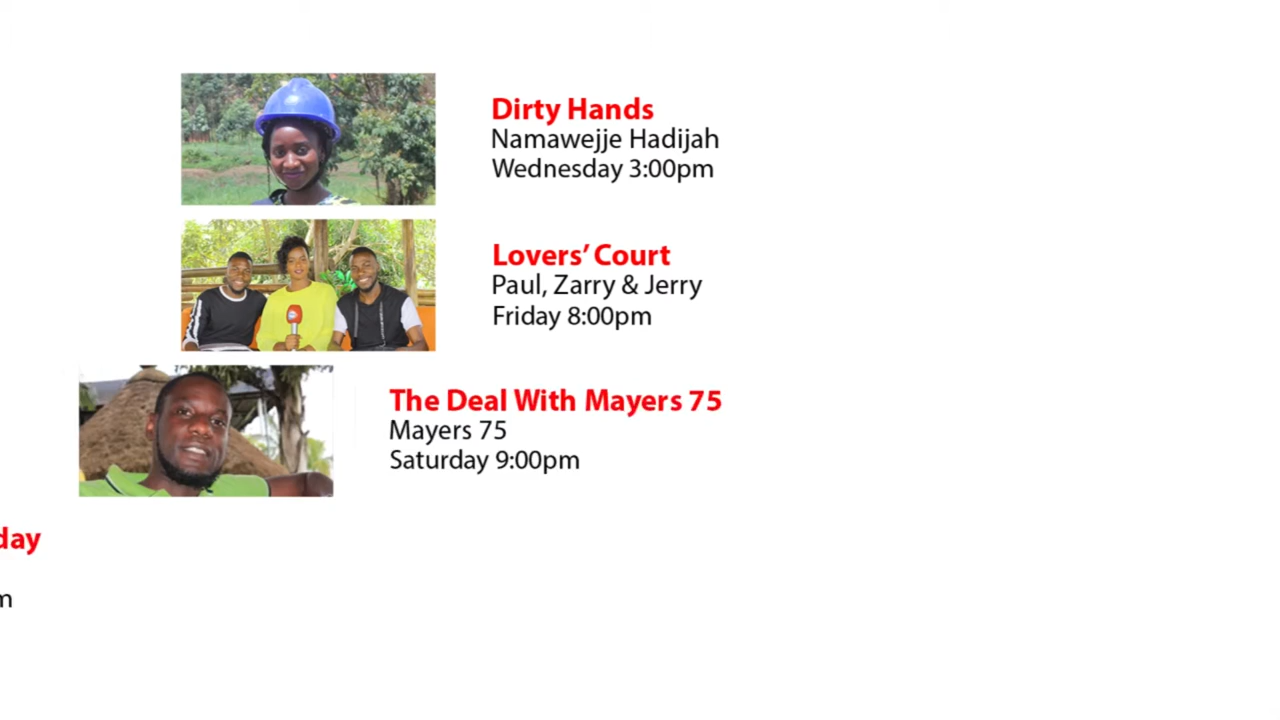 Dirty Hands
Namawejje Hadijah
Wednesday 3:00pm
Lovers’ Court
Paul, Zarry & Jerry
Friday 8:00pm
The Deal With Mayers 75
Mayers 75
Saturday 9:00pm
day
m